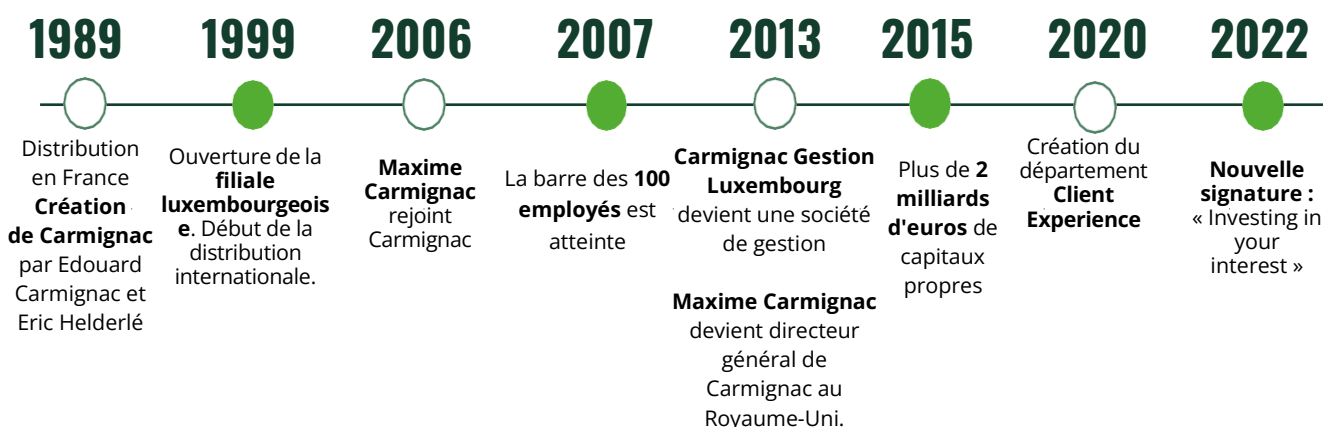 1989
Distribution
en France
Création
de Carmignac
par Edouard
Carmignac et
Eric Helderlé
1999
Ouverture de la
filiale
luxembourgeois
e. Début de la
distribution
internationale.
2006
Maxime
Carmignac
rejoint
Carmignac
2007
La barre des 100
employés est
atteinte
2013
Carmignac Gestion
Luxembourg
devient une société
de gestion
Maxime Carmignac
devient directeur
général de
Carmignac au
Royaume-Uni.
2015
Plus de 2
milliards
d'euros de
capitaux
propres
2020
Création du
département
Client
Experience
2022
Nouvelle
signature :
« Investing in
your
interest »